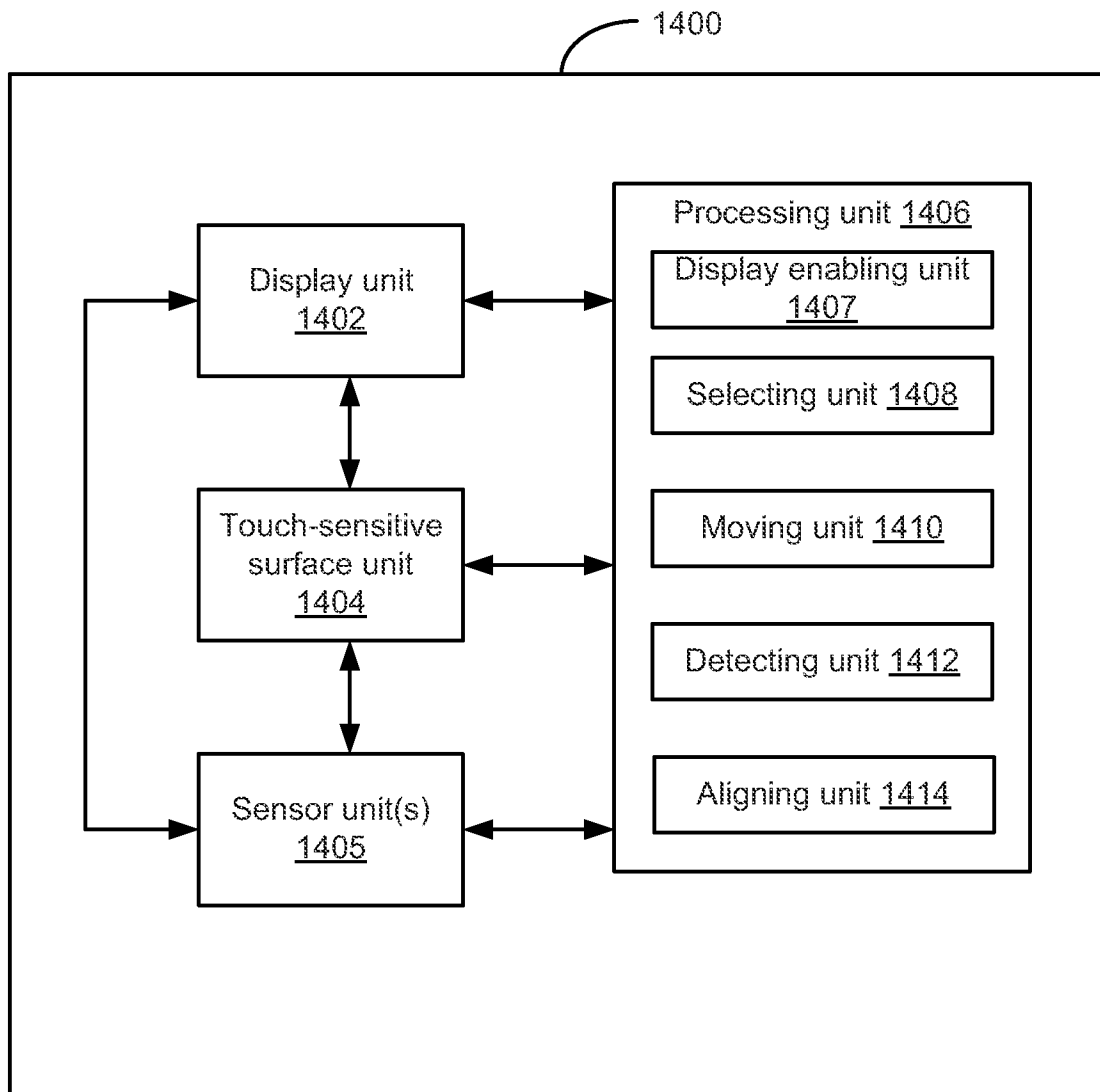 1400
Processing unit 1406
Display enabling unit
1407
Selecting unit 1408
Moving unit 1410
Detecting unit 1412
Aligning unit 1414
Display unit
1402
Touch-sensitive
surface unit
1404
Sensor unit(s)
1405